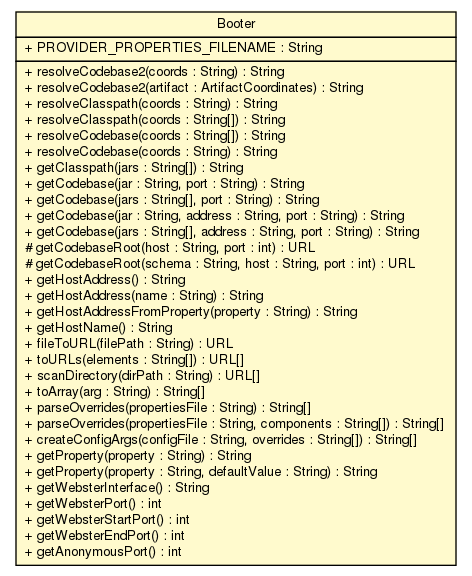 Booter
+ PROVIDER_PROPERTIES_FILENAME : String
+ resolveCodebase2(coords : String) : String
+ resolveCodebase2(artifact : ArtifactCoordinates) : String
+ resolveClasspath(coords : String) : String
+ resolveClasspath(coords : String[]) : String
+ resolveCodebase(coords : String[]) : String
+ resolveCodebase(coords : String) : String
+ getClasspath(jars : String[]) : String
+ getCodebase(jar : String, port : String) : String
+ getCodebase(jars : String[], port : String) : String
+ getCodebase(jar : String, address : String, port : String) : String
+ getCodebase(jars : String[], address : String, port : String) : String
# getCodebaseRoot(host : String, port : int) : URL
# getCodebaseRoot(schema : String, host : String, port : int) : URL
+ getHostAddress() : String
+ getHostAddress(name : String) : String
+ getHostAddressFromProperty(property : String) : String
+ getHostName() : String
+ fileToURL(filePath : String) : URL
+ toURLs(elements : String[]) : URL[]
+ scanDirectory(dirPath : String) : URL[]
+ toArray(arg : String) : String[]
+ parseOverrides(propertiesFile : String) : String[]
+ parseOverrides(propertiesFile : String, components : String[]) : String[]
+ createConfigArgs(configFile : String, overrides : String[]) : String[]
+ getProperty(property : String) : String
+ getProperty(property : String, defaultValue : String) : String
+ getWebsterInterface() : String
+ getWebsterPort() : int
+ getWebsterStartPort() : int
+ getWebsterEndPort() : int
+ getAnonymousPort() : int